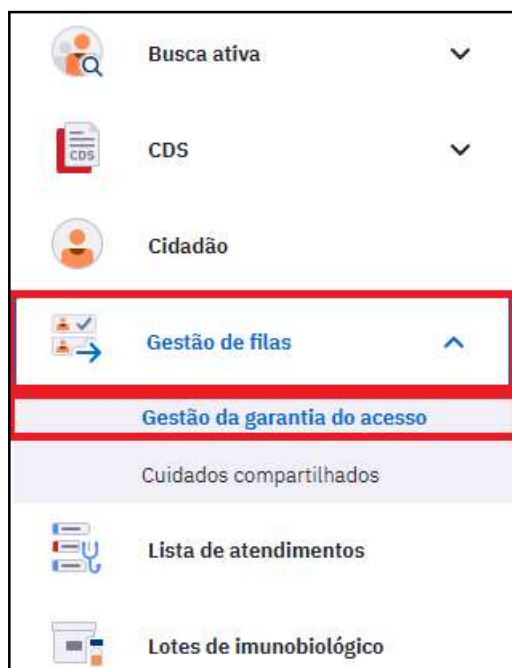 Busca ativa
CDS
CDS
Cidadão
Gestão de filas
Gestão da garantia do acesso
Cuidados compartilhados
Lista de atendimentos
Lotes de imunobiológico